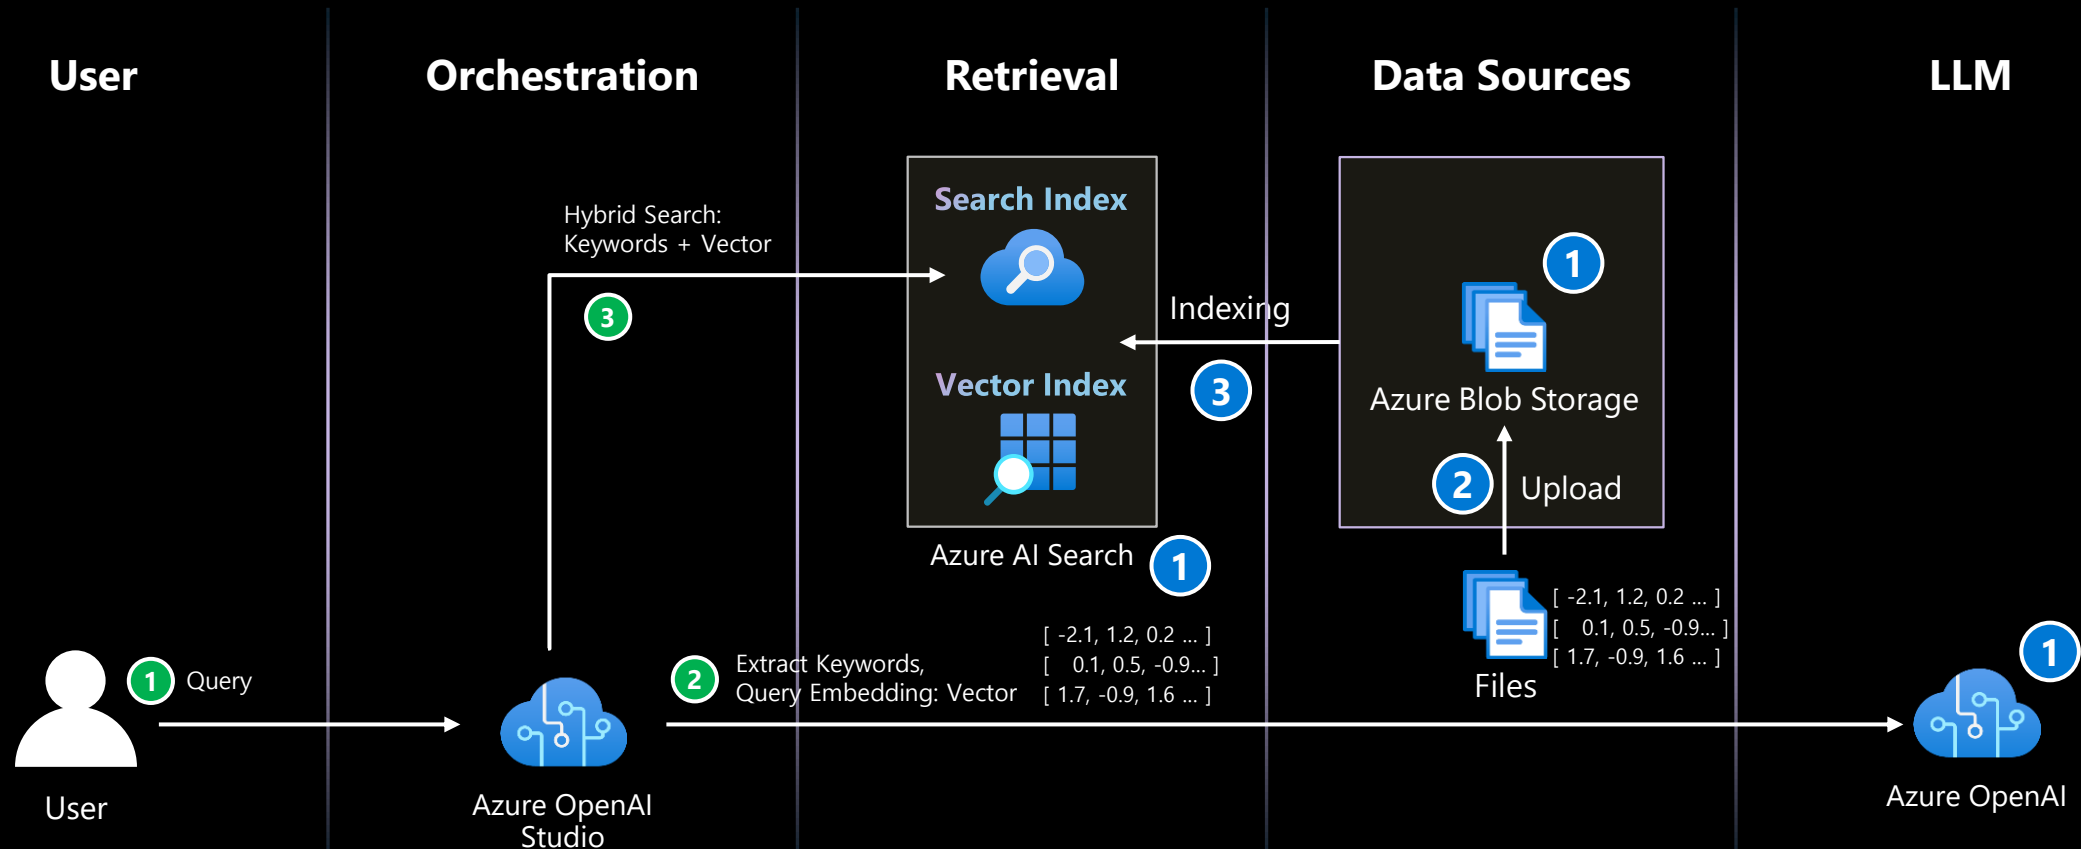 User
Orchestration
Retrieval
Data Sources
LLM
Hybrid Search:
Keywords + Vector
3
Search Index
Vector Index
Azure AI Search
1
Indexing
3
1
Azure Blob Storage
2
Upload
Files
[ -2.1, 1.2, 0.2 ... ]
[ 0.1, 0.5, -0.9... ]
[ 1.7, -0.9, 1.6 ... ]
1
Query
User
Azure OpenAI
Studio
2
Extract Keywords,
Query Embedding: Vector
[ -2.1, 1.2, 0.2 ... ]
[ 0.1, 0.5, -0.9... ]
[ 1.7, -0.9, 1.6 ... ]
1
Azure OpenAI